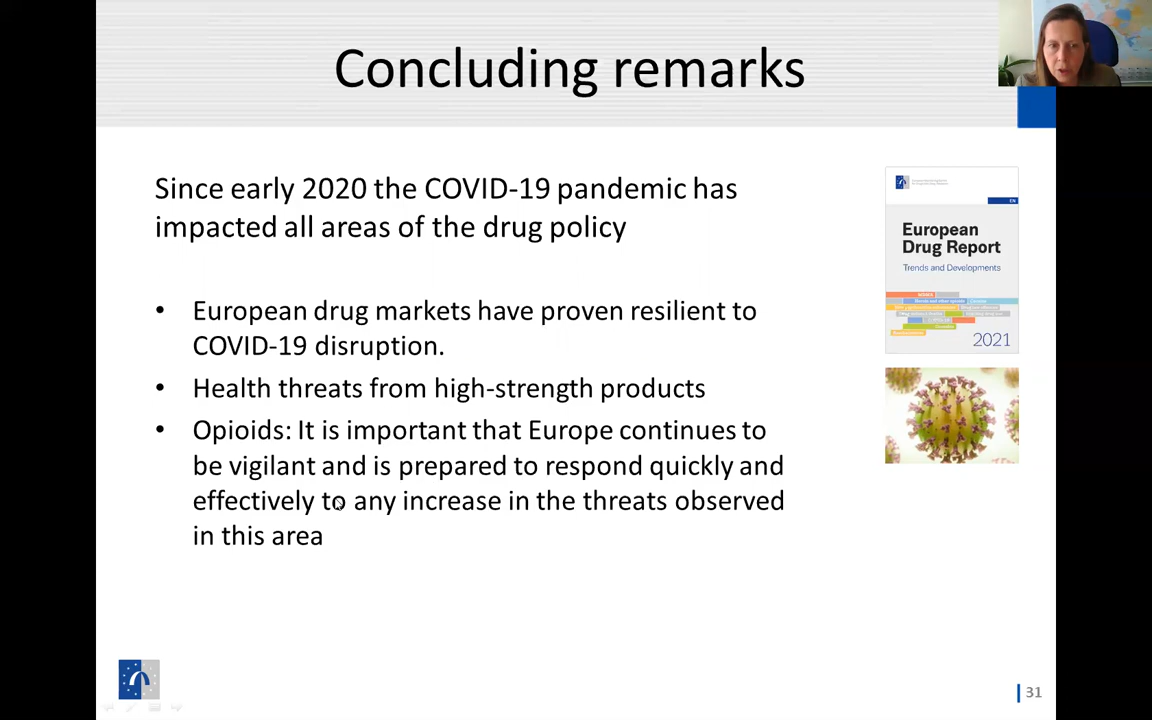 Concluding remarks
Since early 2020 the COVID-19 pandemic has
impacted all areas of the drug policy
• European drug markets have proven resilient to
COVID-19 disruption.
• Health threats from high-strength products
• Opioids: It is important that Europe continues to
be vigilant and is prepared to respond quickly and
effectively to any increase in the threats observed
in this area
EN
European
Drug Report
Trends and Developments
2021
31